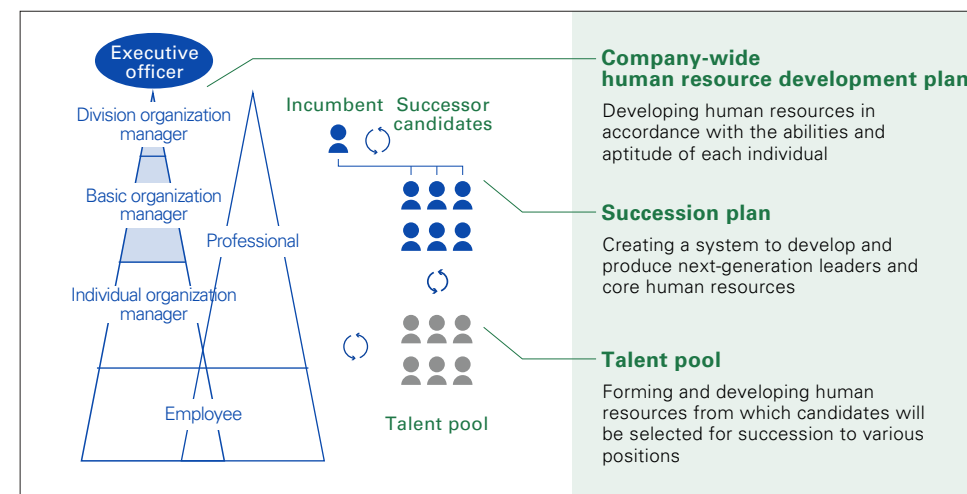 Executive
officer
Division organization
manager
Basic organization
manager
Professional
Individual organization
manager
Employee
Incumbent
Successor
candidates
Talent pool
Company-wide
human resource development plan
Developing human resources in
accordance with the abilities and
aptitude of each individual
Succession plan
Creating a system to develop and
produce next-generation leaders and
core human resources
Talent pool
Forming and developing human
resources from which candidates will
be selected for succession to various
positions